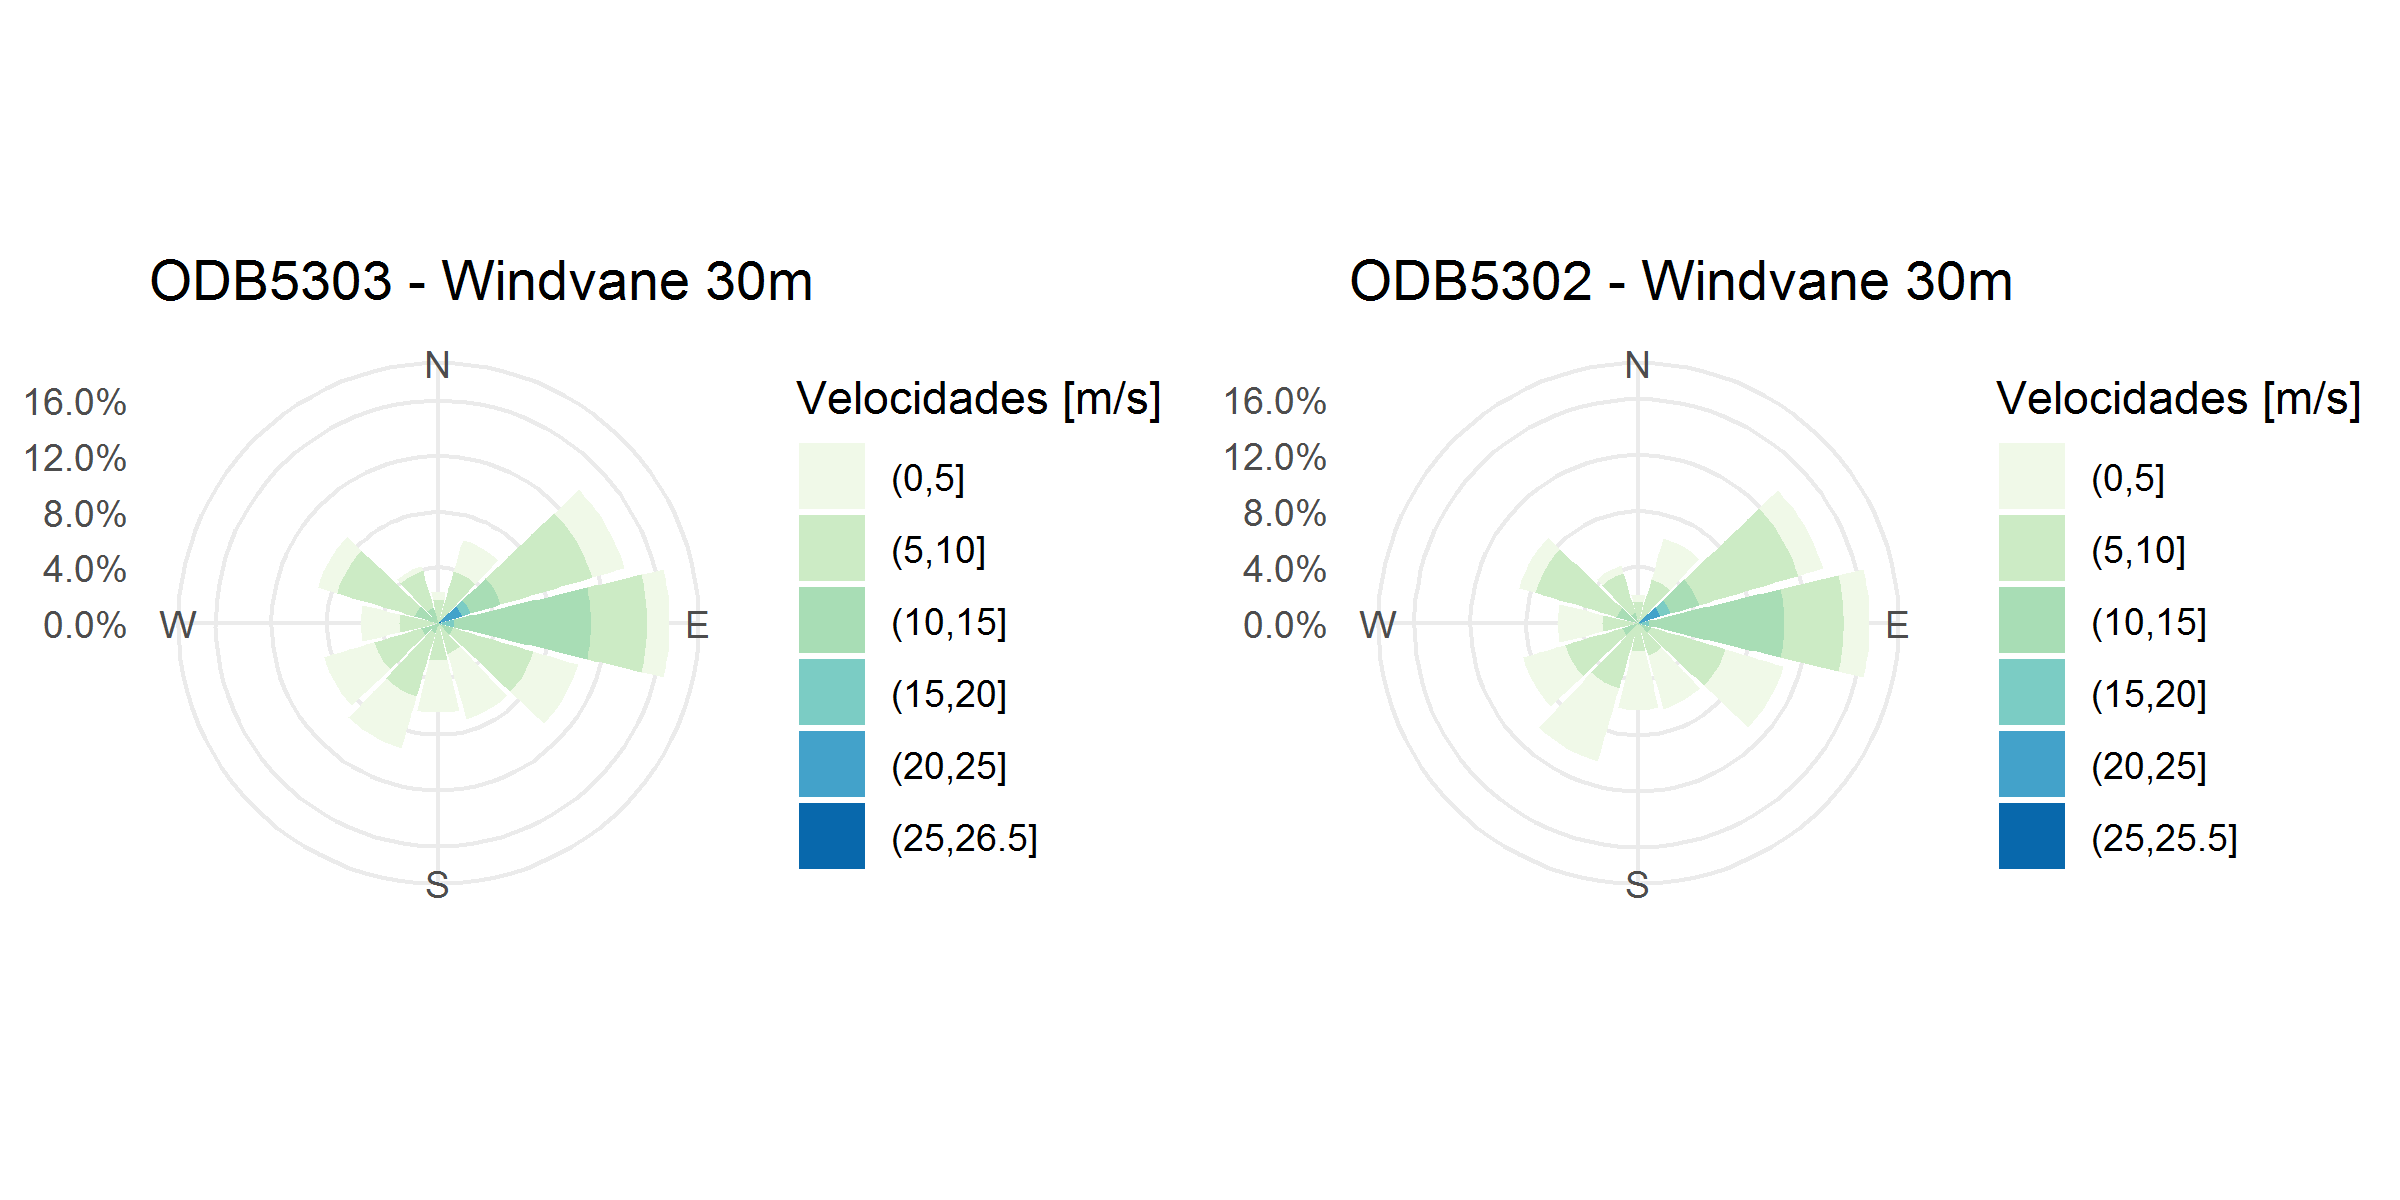 ODB5303 - Windvane 30m
N
16.0%
12.0%
8.0%
4.0%
0.0%
W
E
S
Velocidades [m/s]
(0,5]
(5,10]
(10,15]
(15,20]
(20,25]
(25,26.5]
ODB5302 - Windvane 30m
N
16.0%
12.0%
8.0%
4.0%
0.0%
W
E
S
Velocidades [m/s]
(0,5]
(5,10]
(10,15]
(15,20]
(20,25]
(25,25.5]